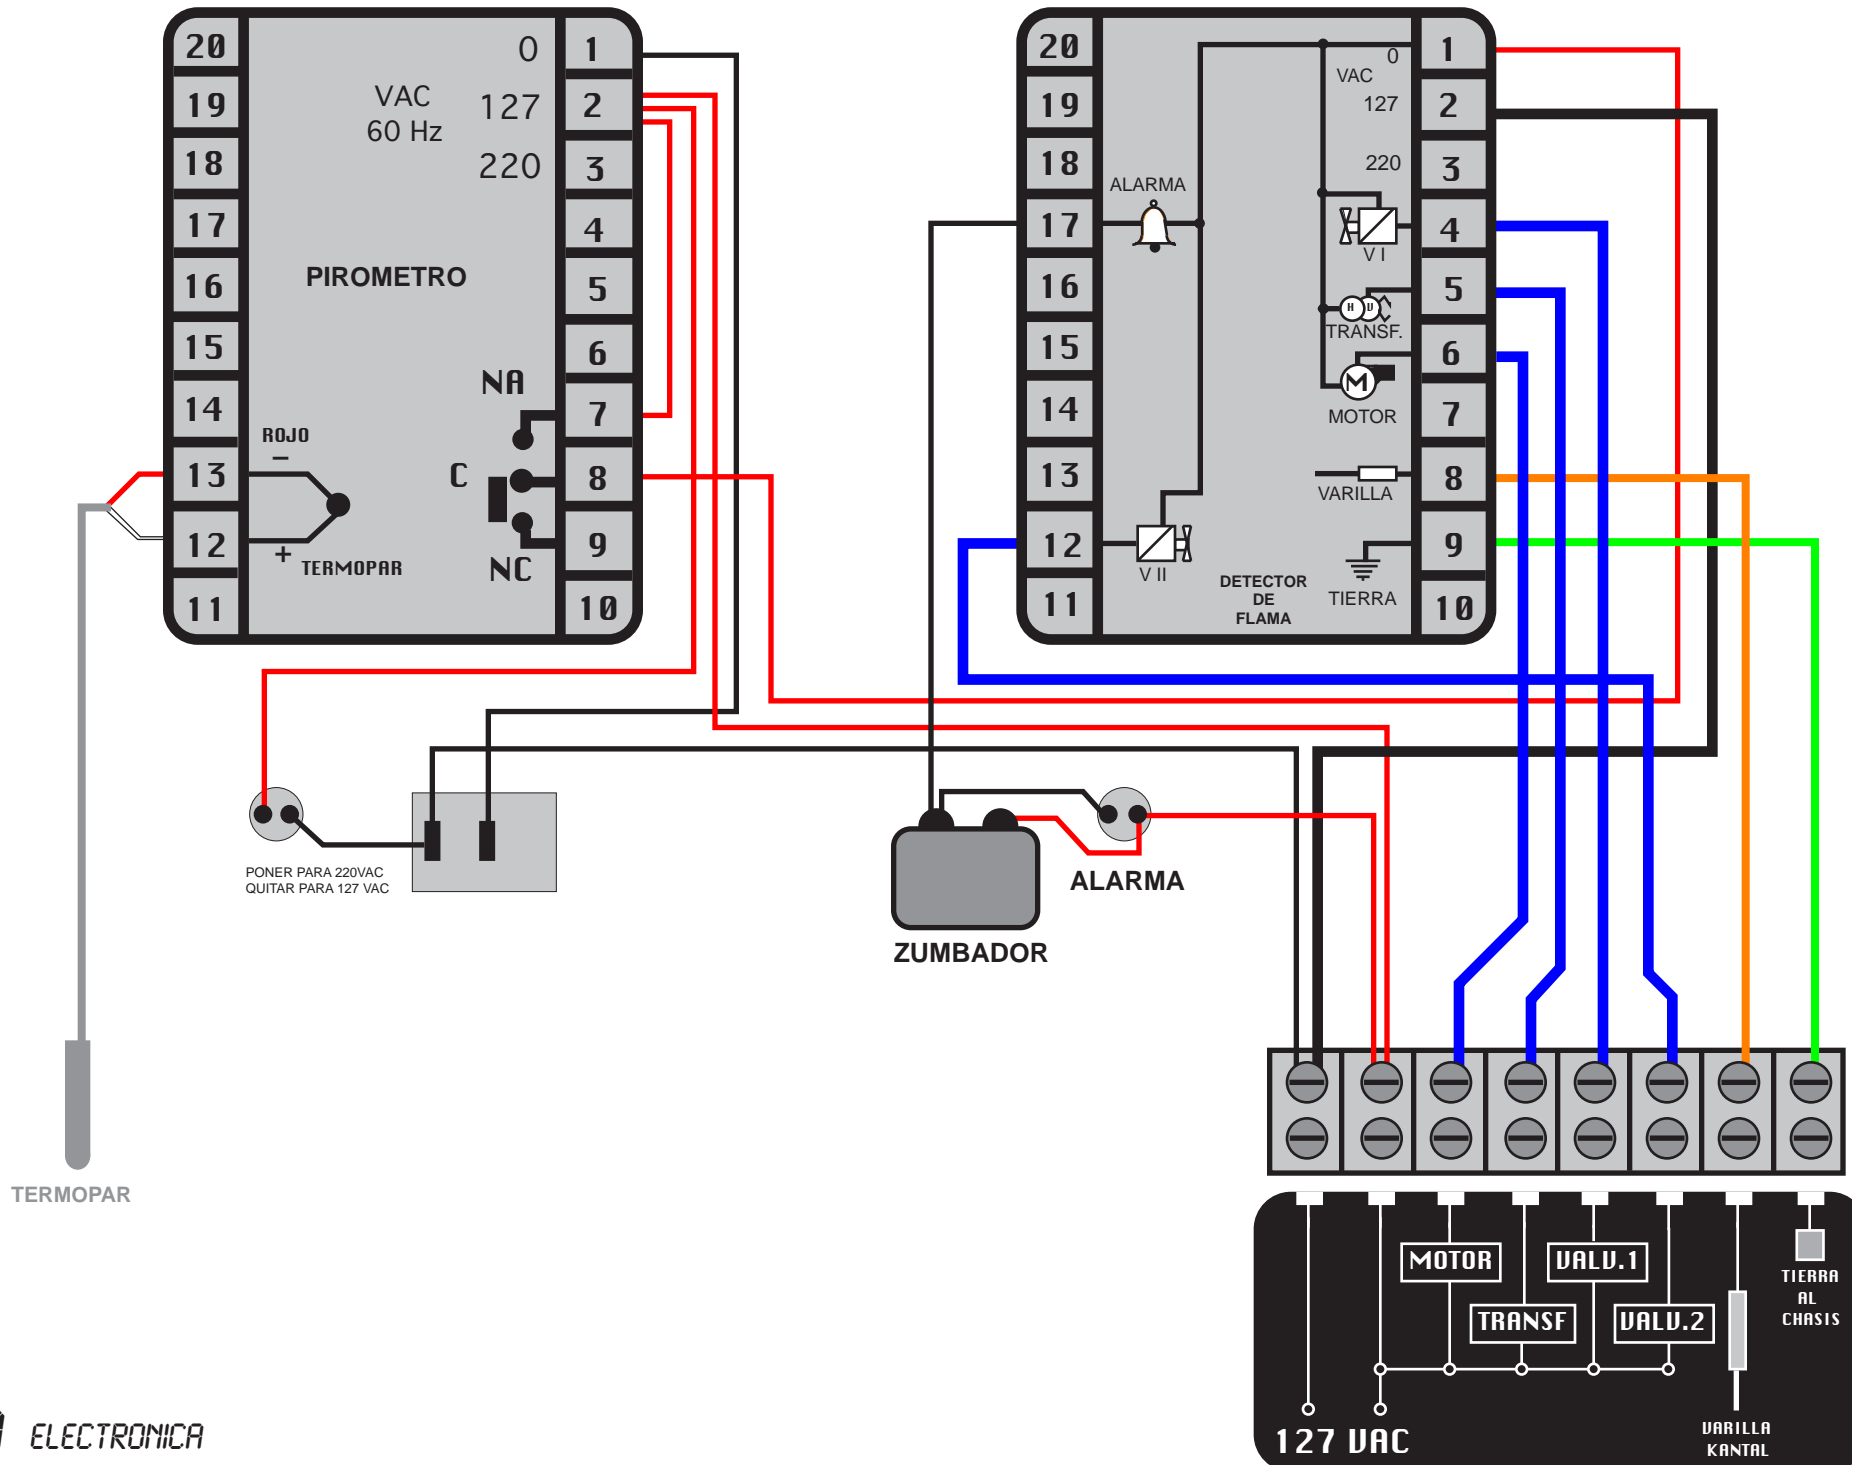 20
19
18
17
16
15
14
13
12
11
0
VAC
60 Hz
127
220
PIROMETRO
NA
C
NC
ROJO
−
+
TERMOPAR
1
2
3
4
5
6
7
8
9
10
20
19
18
17
16
15
14
13
12
11
ALARMA
0
VAC
127
220
V I
H V
TRANSF.
M
MOTOR
VARILLA
TIERRA
V II
DETECTOR
DE
FLAMA
1
2
3
4
5
6
7
8
9
10
PONER PARA 220VAC
QUITAR PARA 127 VAC
ALARMA
ZUMBADOR
TERMOPAR
MOTOR
VALV.1
TRANSF
VALV.2
TIERRA
AL
CHASIS
127 VAC
VARILLA
KANTAL
ELECTRONICA